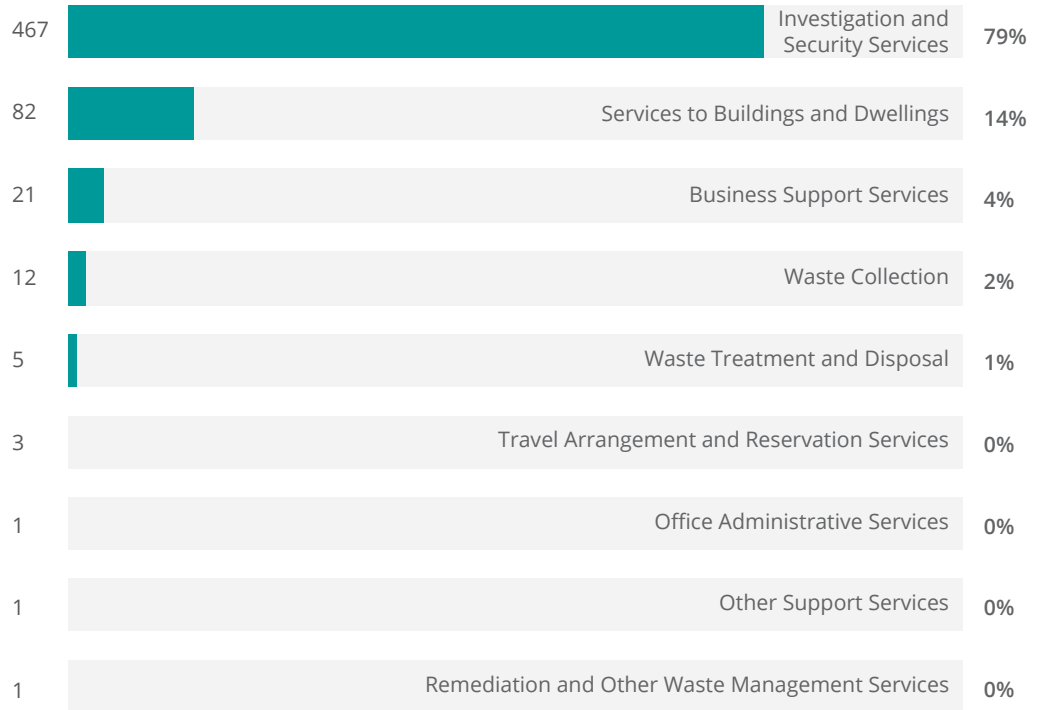 467
Investigation and
Security Services
79%
82
Services to Buildings and Dwellings
14%
21
Business Support Services
4%
12
Waste Collection
2%
5
Waste Treatment and Disposal
1%
3
Travel Arrangement and Reservation Services
0%
1
Office Administrative Services
0%
1
Other Support Services
0%
1
Remediation and Other Waste Management Services
0%